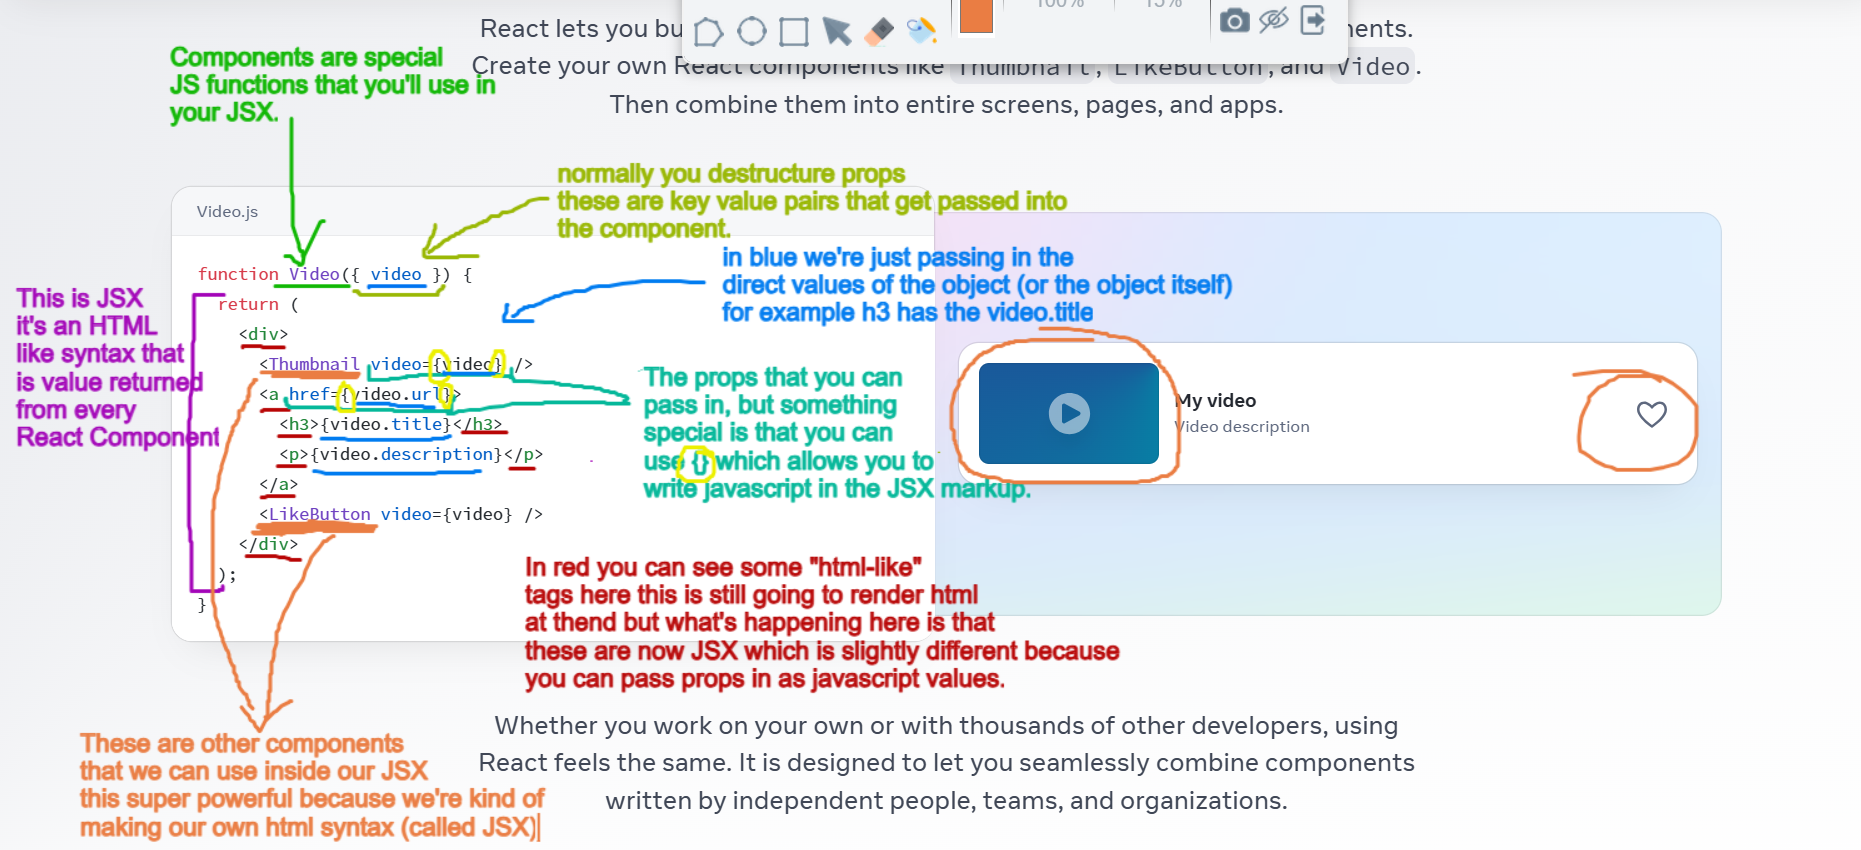 React lets you bu
nents.
100%
15%
Create your own React components like Thumbnail, LikeButton, and Video.
Then combine them into entire screens, pages, and apps.
Components are special
JS functions that you'll use in
your JSX.
normally you destructure props
these are key value pairs that get passed into
the component.
Video.js
in blue we're just passing in the
direct values of the object (or the object itself)
for example h3 has the video.title
This is JSX
it's an HTML
like syntax that
is value returned
from every
React Component
function Video({ video }) {
return (
<div>
<Thumbnail video={video} />
<a href={video.url}>
<h3>{video.title}</h3>
<p>{video.description}</p>
</a>
<LikeButton video={video} />
</div>
);
}
The props that you can
pass in, but something
special is that you can
use {} which allows you to
write javascript in the JSX markup.
My video
Video description
In red you can see some "html-like"
tags here this is still going to render html
at thend but what's happening here is that
these are now JSX which is slightly different because
you can pass props in as javascript values.
These are other components
that we can use inside our JSX
this super powerful because we're kind of
making our own html syntax (called JSX)
Whether you work on your own or with thousands of other developers, using
React feels the same. It is designed to let you seamlessly combine components
written by independent people, teams, and organizations.